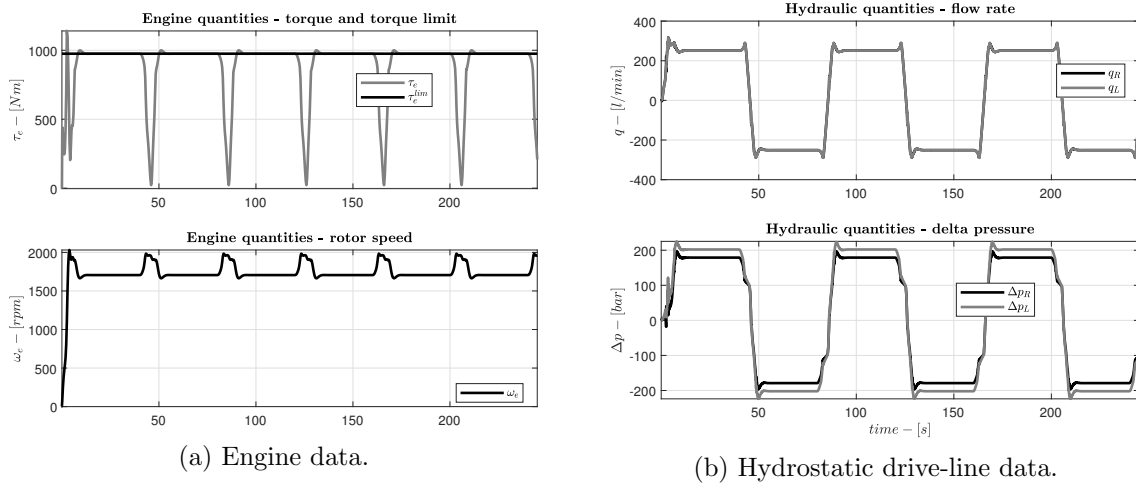 Engine quantities - torque and torque limit
1000
500
0
τe − [Nm]
τe
τe^lim
50
100
150
200
Engine quantities - rotor speed
2000
1500
1000
500
0
ωe − [rpm]
ωe
50
100
150
200
(a) Engine data.
Hydraulic quantities - flow rate
400
200
0
-200
-400
q − [l/min]
qR
qL
50
100
150
200
Hydraulic quantities - delta pressure
200
100
0
-100
-200
Δp − [bar]
ΔpR
ΔpL
50
100
150
200
time − [s]
(b) Hydrostatic drive-line data.